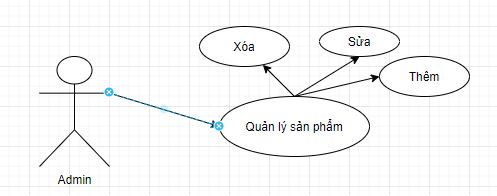 Xóa
Sửa
Thêm
Quản lý sản phẩm
Admin